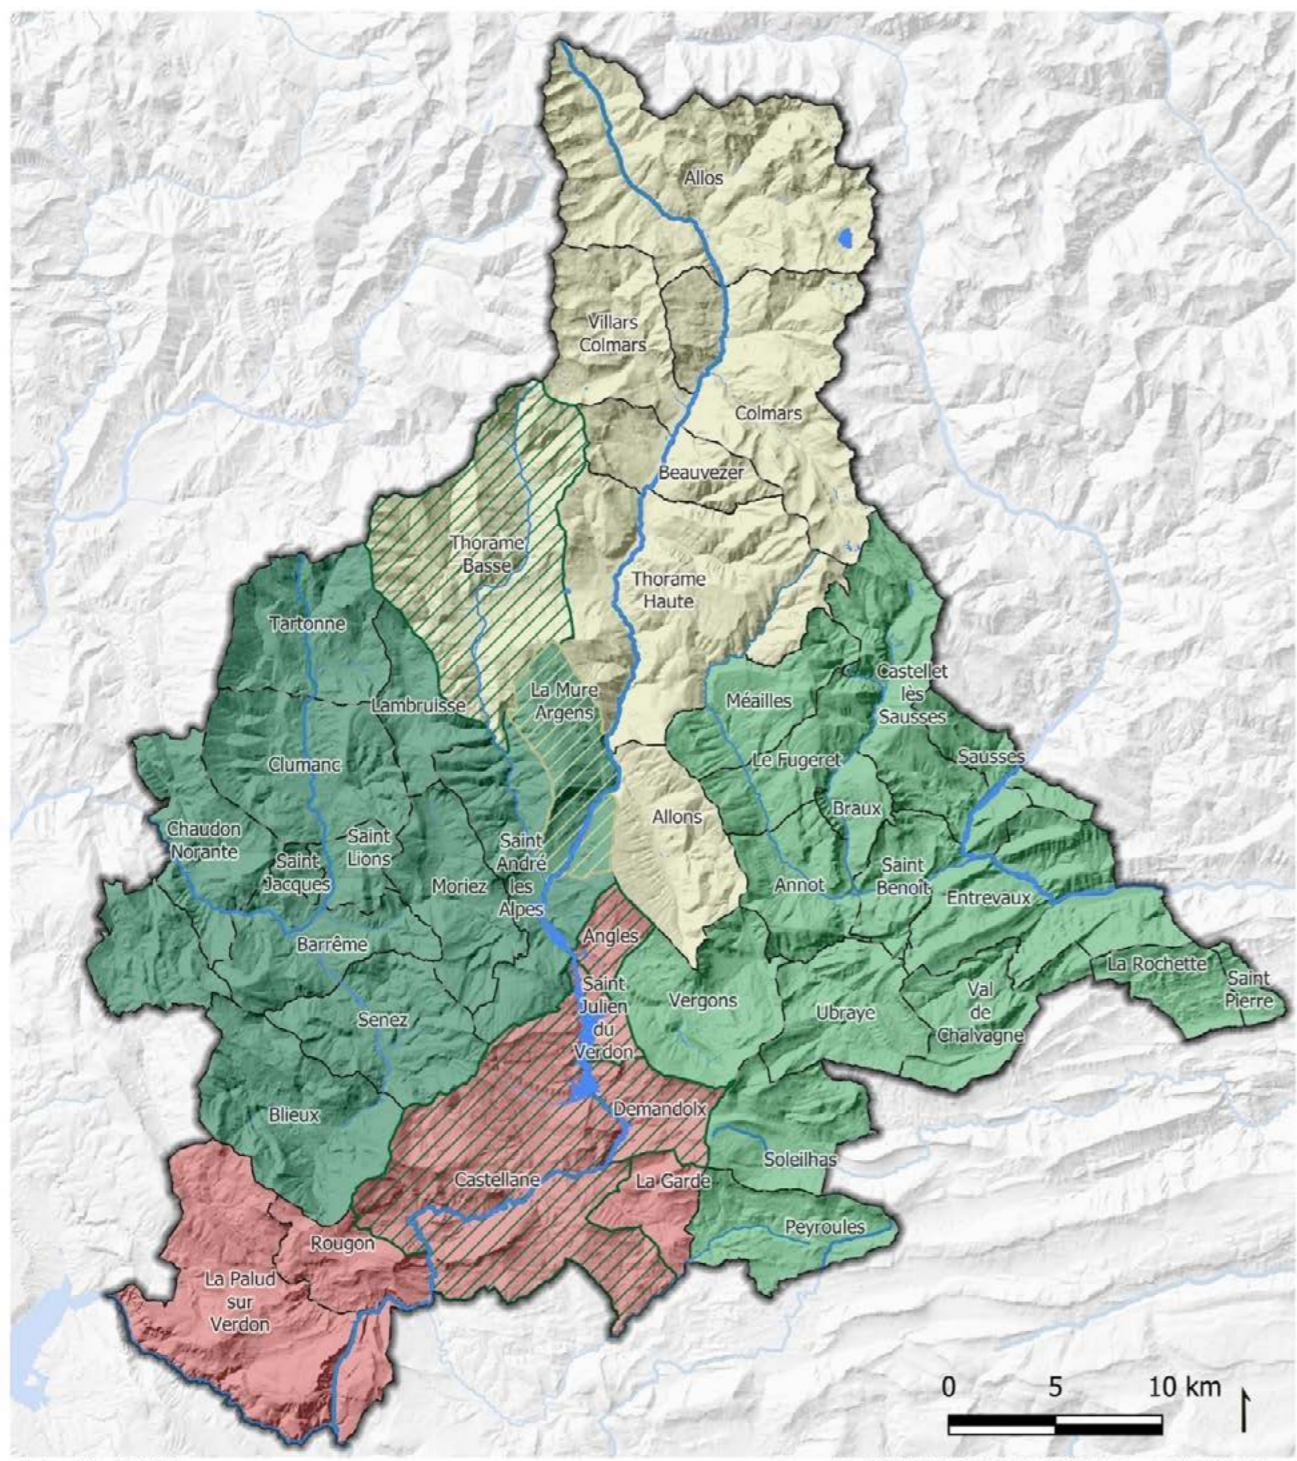 Allos
Villars
Colmars
Colmars
Beauvezer
Thorame
Basse
Thorame
Haute
Tartonne
Castellet
lès
Sausses
La Mure
Argens
Méailles
Lambruisse
Clumanc
Le Fugeret
Sausses
Braux
Allons
Chaudon
Norante
Saint
Lions
Saint
Jacques
Saint
André
les
Alpes
Moriez
Annot
Saint
Benoit
Entrevaux
Barrême
Angles
La Rochette
Saint
Pierre
Saint
Julien
du
Verdon
Vergons
Ubraye
Val
de
Chalvagne
Senez
Blieux
Demandolx
Soleilhas
Castellane
La Garde
Peyroules
Rougon
La Palud
sur
Verdon
0 5 10 km